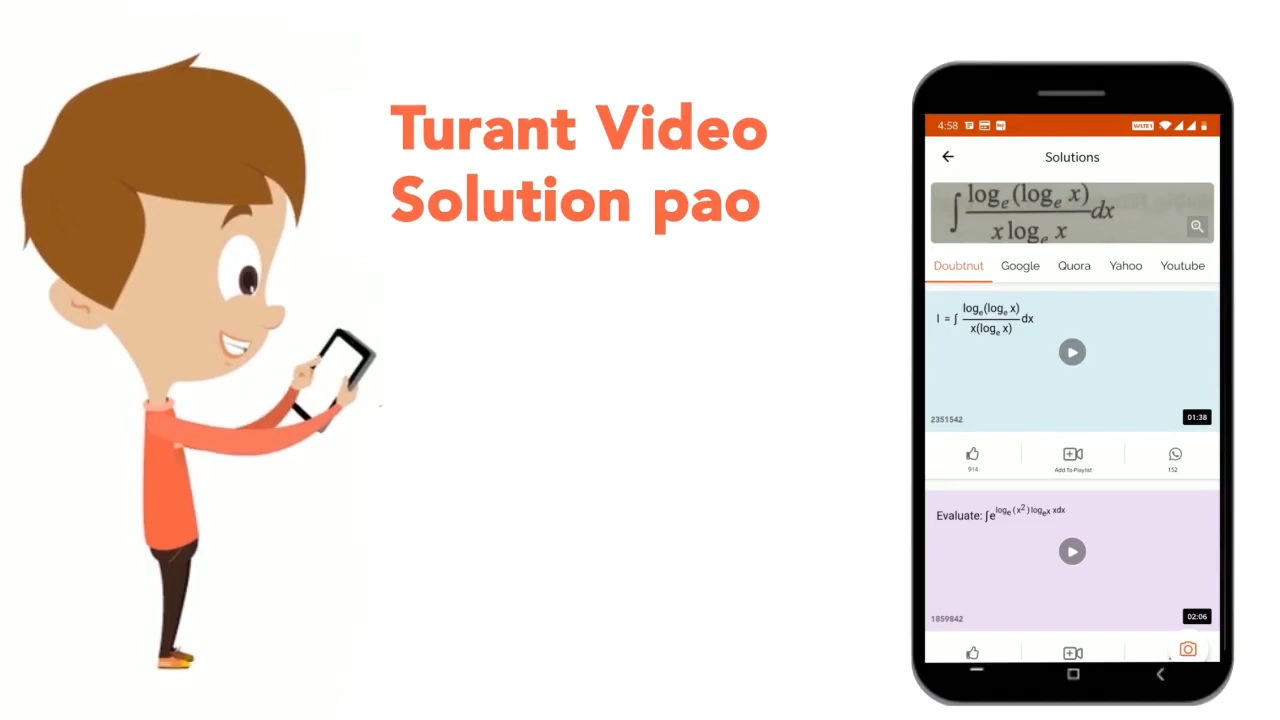 Turant Video
Solution pao
4:58
Solutions
∫ logₑ(logₑ x) / x logₑ x dx
Doubtnut Google Quora Yahoo Youtube
I = ∫ logₑ(logₑ x) / x(logₑ x) dx
2351542 01:38
914 Add To Playlist 152
Evaluate: ∫e^logₑ(x²)logₑx xdx
1859842 02:06